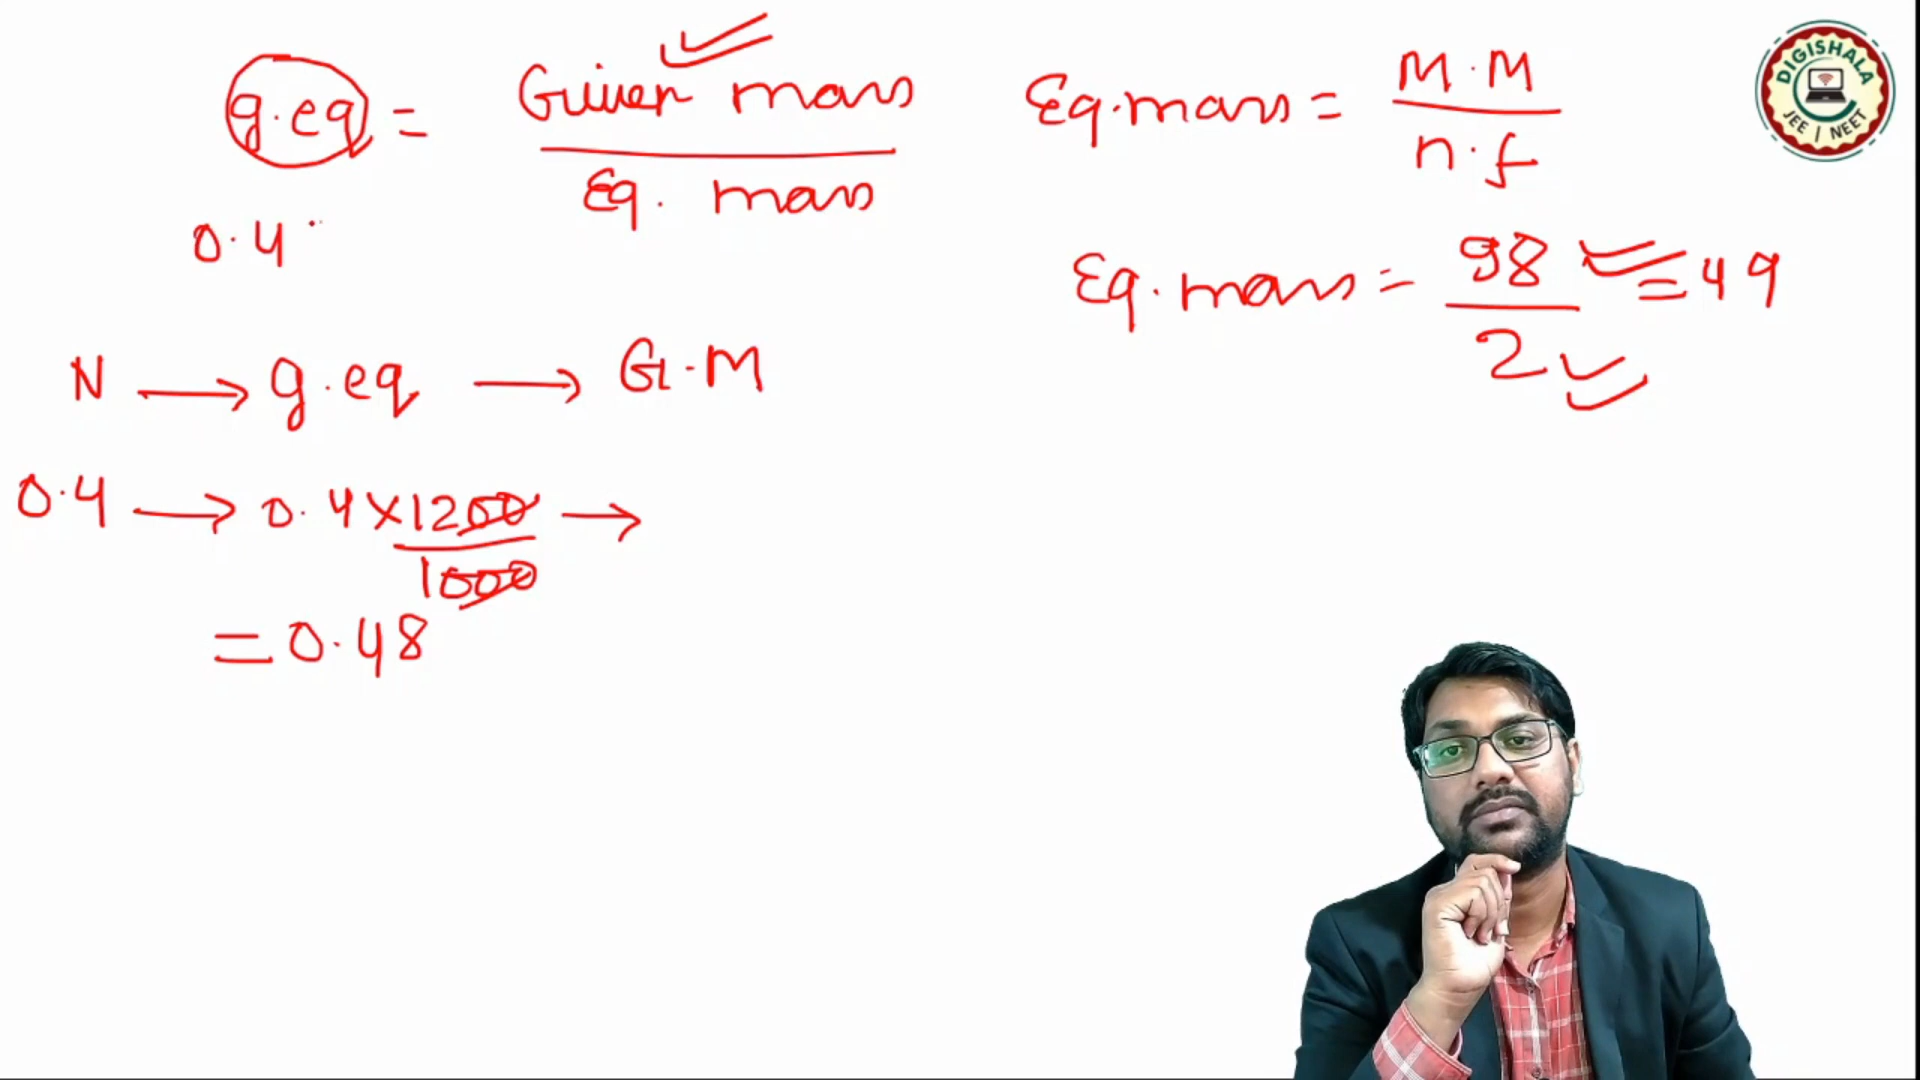 g.eq = Given mass / Eq. mass
0.4
N → g.eq → G.M
0.4 → 0.4 × 1200 / 1000 →
= 0.48
Eq. mass = M.M / n.f
Eq. mass = 98 / 2 = 49
DIGISHALA
JEE | NEET